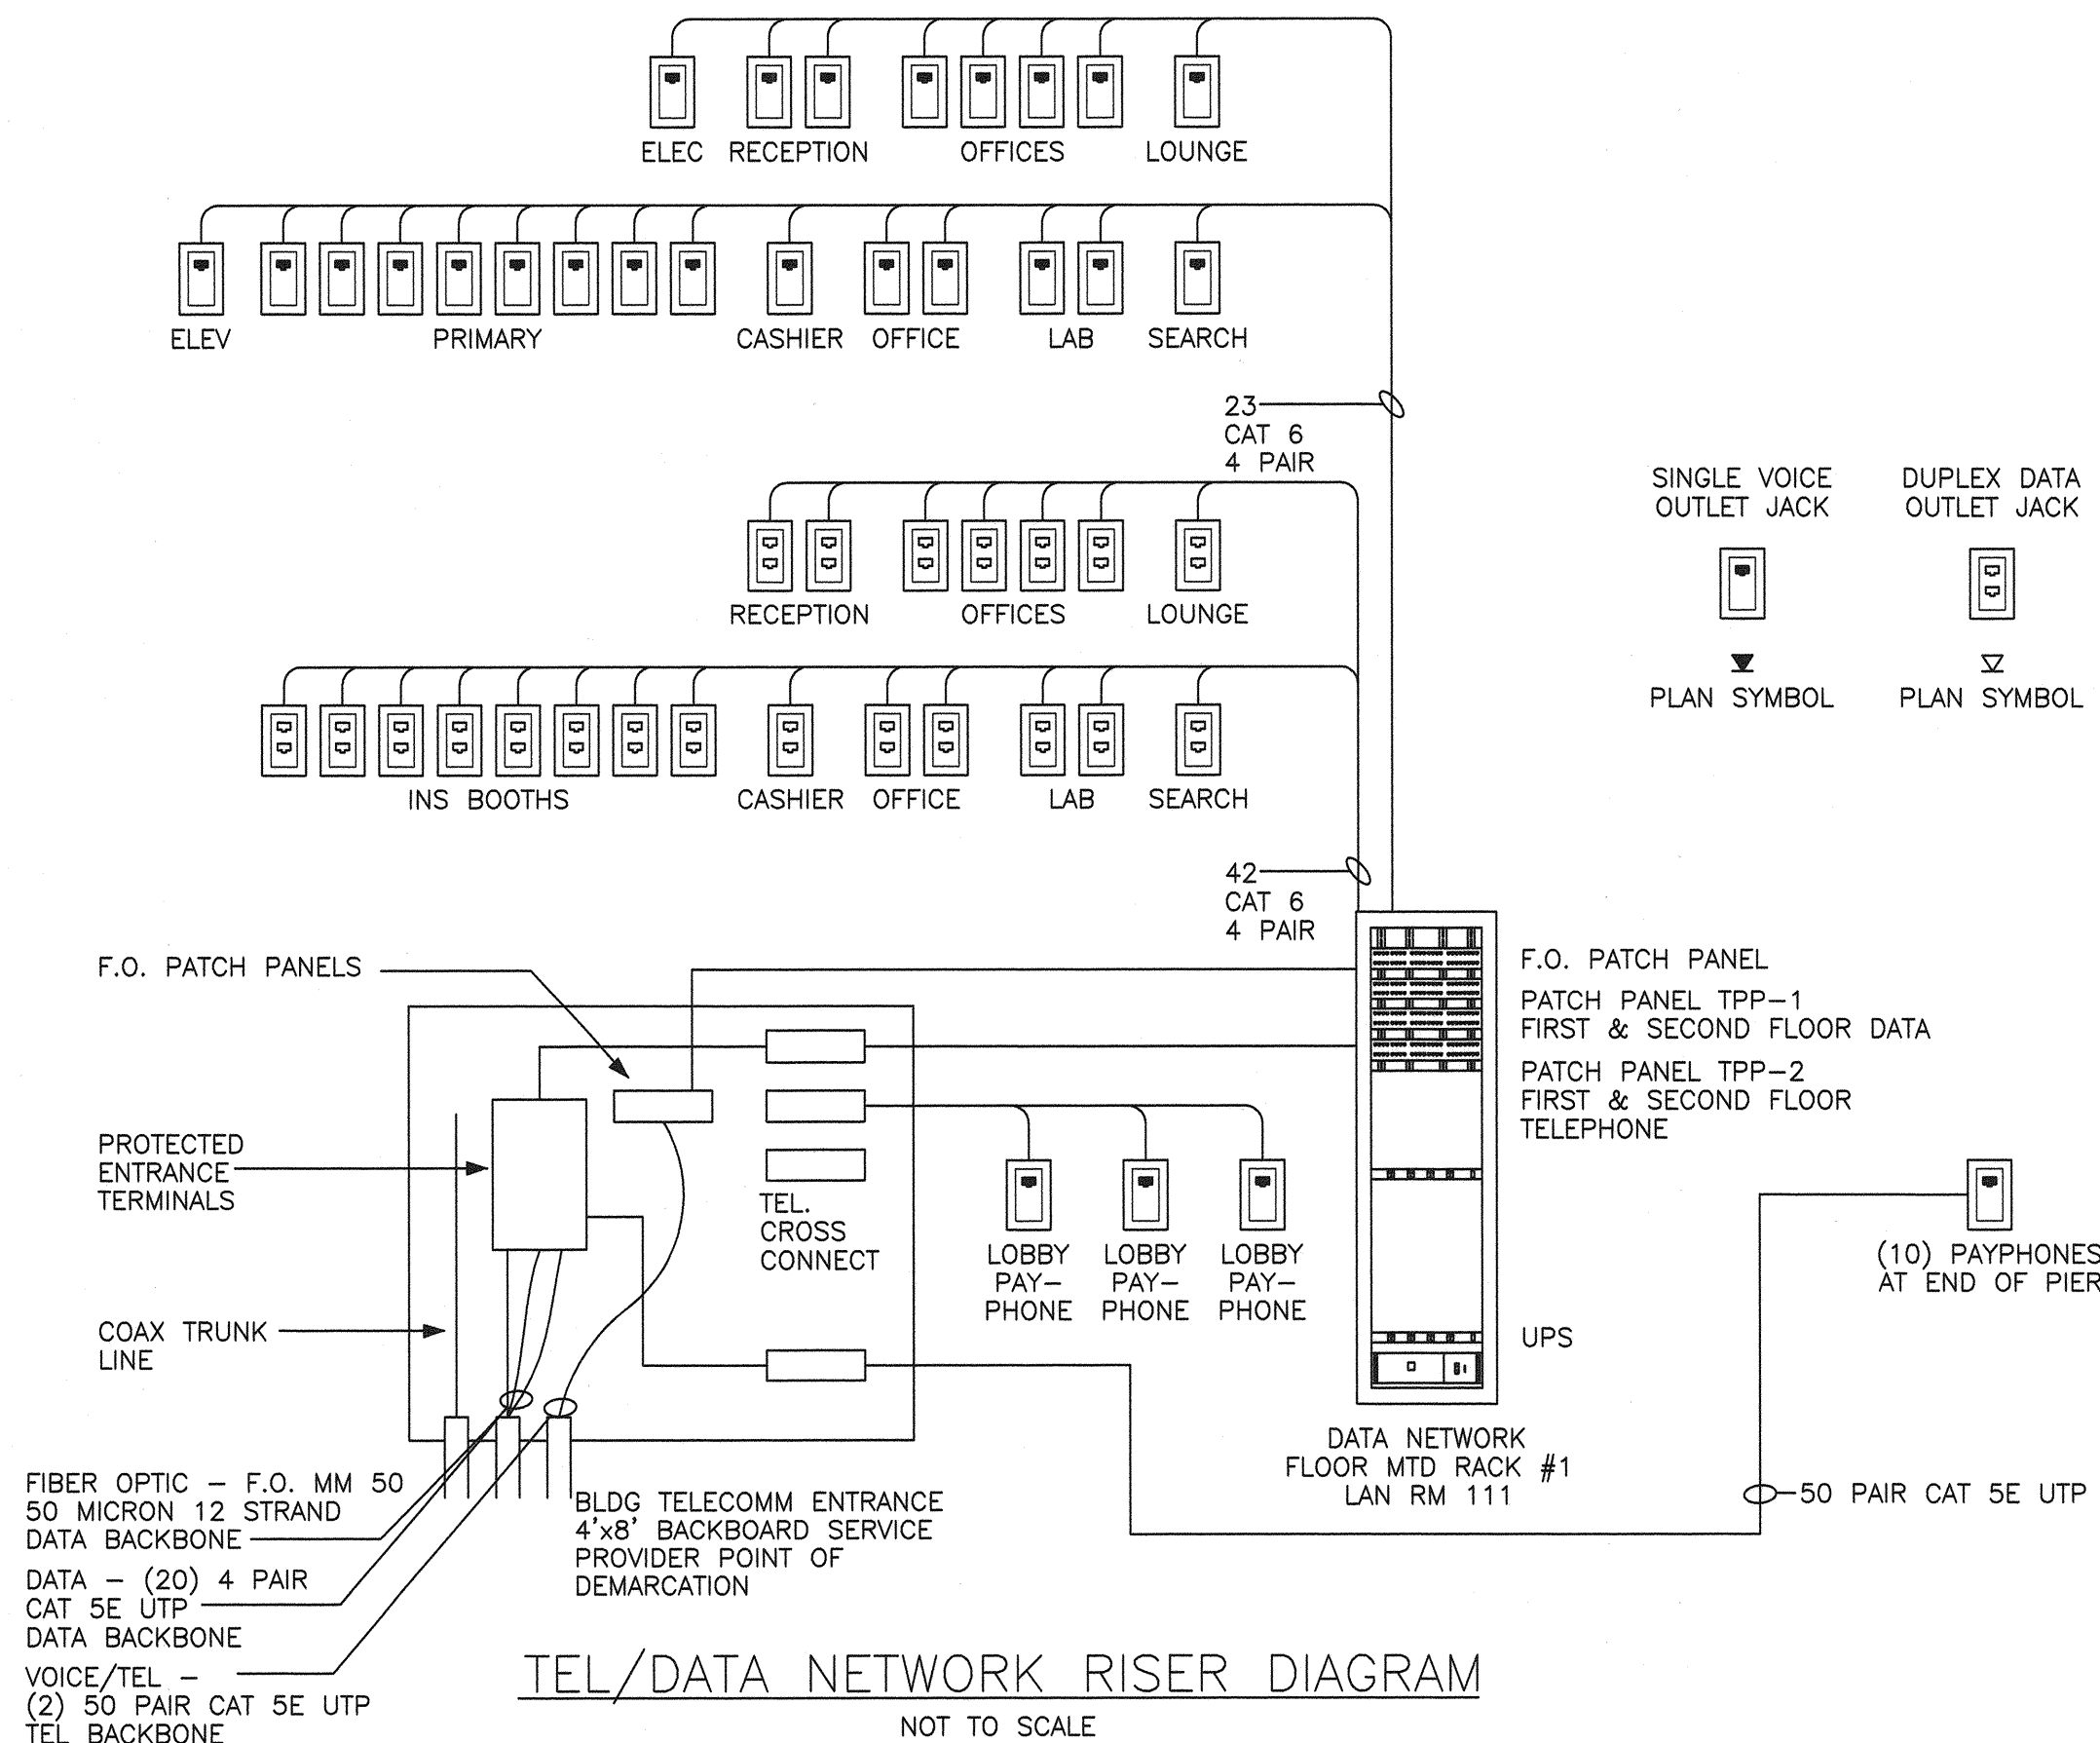 ELEC RECEPTION OFFICES LOUNGE
ELEV PRIMARY CASHIER OFFICE LAB SEARCH
23
CAT 6
4 PAIR
RECEPTION OFFICES LOUNGE
INS BOOTHS CASHIER OFFICE LAB SEARCH
42
CAT 6
4 PAIR
SINGLE VOICE
OUTLET JACK
PLAN SYMBOL
DUPLEX DATA
OUTLET JACK
PLAN SYMBOL
F.O. PATCH PANELS
PROTECTED
ENTRANCE
TERMINALS
COAX TRUNK
LINE
TEL.
CROSS
CONNECT
LOBBY
PAY-
PHONE
LOBBY
PAY-
PHONE
LOBBY
PAY-
PHONE
F.O. PATCH PANEL
PATCH PANEL TPP-1
FIRST & SECOND FLOOR DATA
PATCH PANEL TPP-2
FIRST & SECOND FLOOR
TELEPHONE
UPS
(10) PAYPHONES
AT END OF PIER
DATA NETWORK
FLOOR MTD RACK #1
LAN RM 111
50 PAIR CAT 5E UTP
FIBER OPTIC - F.O. MM 50
50 MICRON 12 STRAND
DATA BACKBONE
DATA - (20) 4 PAIR
CAT 5E UTP
DATA BACKBONE
VOICE/TEL -
(2) 50 PAIR CAT 5E UTP
TEL BACKBONE
BLDG TELECOMM ENTRANCE
4'x8' BACKBOARD SERVICE
PROVIDER POINT OF
DEMARCATION
TEL/DATA NETWORK RISER DIAGRAM
NOT TO SCALE